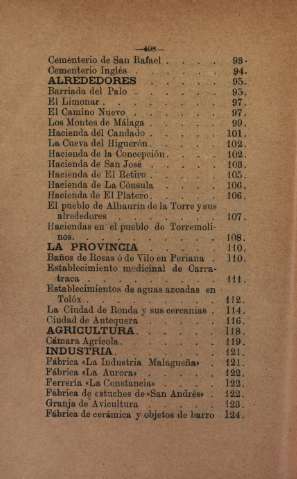 —408—
Cementerio de San Rafael . . . . 93.
Cementerio Inglés . . . . . . 94.
ALREDEDORES . . . . . . 95.
Barriada del Palo . . . . . . 95.
El Limonar . . . . . . . . 97.
El Camino Nuevo . . . . . . 97.
Los Montes de Málaga . . . . . 99.
Hacienda del Candado . . . . . 101.
La Cueva del Higuerón . . . . . 102.
Hacienda de la Concepción . . . . 102.
Hacienda de San José . . . . . 103.
Hacienda de El Retiro . . . . . 105.
Hacienda de La Cónsula . . . . 106.
Hacienda de El Platero . . . . . 106.
El pueblo de Alhaurin de la Torre y sus
alrededores . . . . . . . 107.
Haciendas en el pueblo de Torremoli-
nos . . . . . . . . . 108.
LA PROVINCIA . . . . . . 110.
Baños de Rosas ó de Vilo en Periana . 110.
Establecimiento medicinal de Carra-
traca . . . . . . . . 111.
Establecimientos de aguas azoadas en
Tolóx . . . . . . . . 112.
La Ciudad de Ronda y sus cercanias . 114.
Ciudad de Antequera . . . . . 116.
AGRICULTURA . . . . . . 118.
Cámara Agrícola . . . . . . 119.
INDUSTRIA . . . . . . . 121.
Fábrica «La Industria Malagueña» . 121.
Fábrica «La Aurora» . . . . . 122.
Ferrería «La Constancia» . . . . 122.
Fábrica de estuches de «San Andrés» . 122.
Granja de Avicultura . . . . . 123.
Fábrica de cerámica y objetos de barro 124.